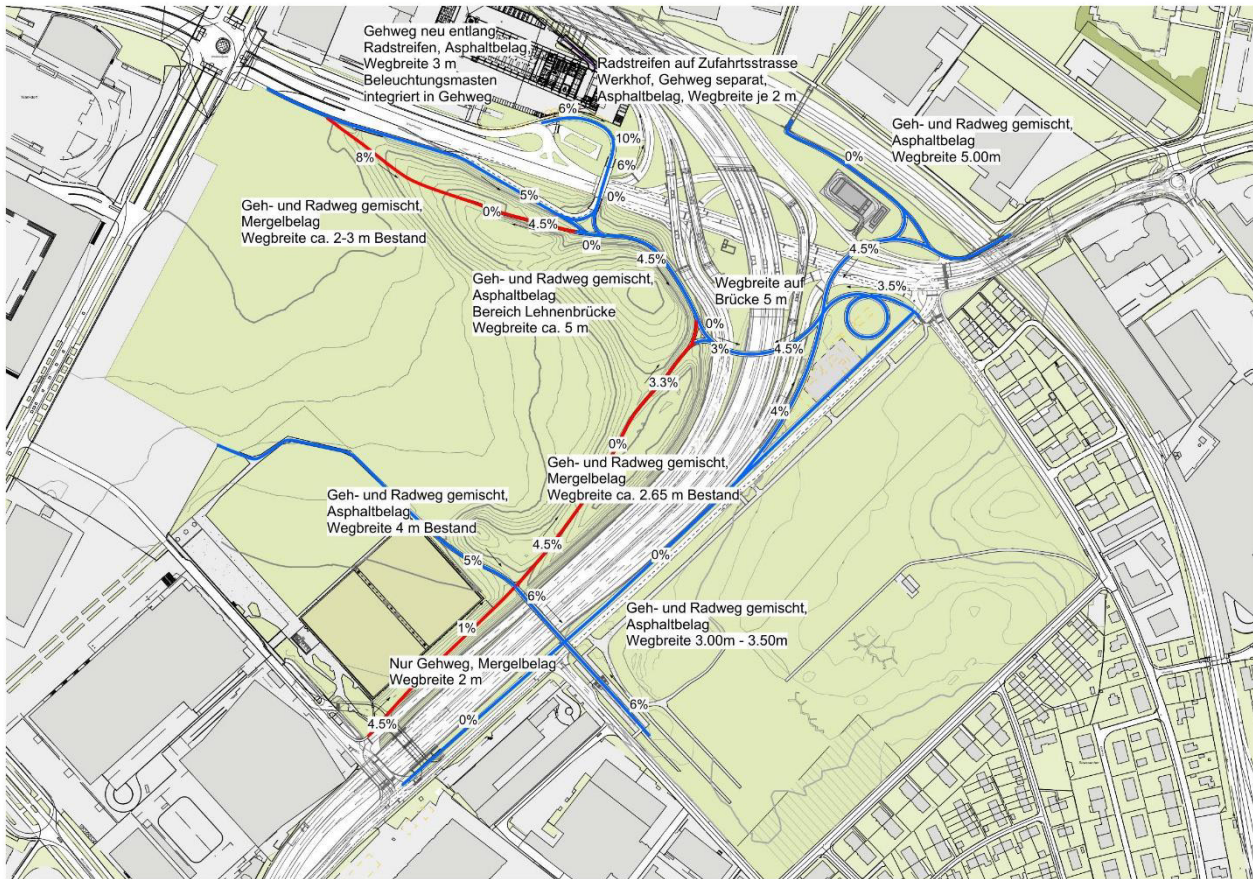 Gehweg neu entlang
Radstreifen, Asphaltbelag,
Wegbreite 3 m
Beleuchtungsmasten
integriert in Gehweg
Radstreifen auf Zufahrtsstrasse
Werkhof, Gehweg separat,
Asphaltbelag, Wegbreite je 2 m
6%
10%
6%
Geh- und Radweg gemischt,
Asphaltbelag
Wegbreite 5.00m
0%
8%
5%
0%
Geh- und Radweg gemischt,
Mergelbelag
Wegbreite ca. 2-3 m Bestand
0%
4.5%
0%
4.5%
4.5%
Geh- und Radweg gemischt,
Asphaltbelag
Bereich Lehnenbrücke
Wegbreite ca. 5 m
Wegbreite auf
Brücke 5 m
3.5%
0%
3%
4.5%
3.3%
4%
0%
Geh- und Radweg gemischt,
Mergelbelag
Wegbreite ca. 2.65 m Bestand
Geh- und Radweg gemischt,
Asphaltbelag
Wegbreite 4 m Bestand
4.5%
5%
0%
6%
Geh- und Radweg gemischt,
Asphaltbelag
Wegbreite 3.00m - 3.50m
1%
Nur Gehweg, Mergelbelag
Wegbreite 2 m
4.5%
0%
6%